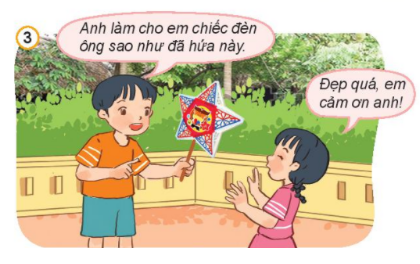 3
Anh làm cho em chiếc đèn
ông sao như đã hứa này.
Đẹp quá, em
cảm ơn anh!